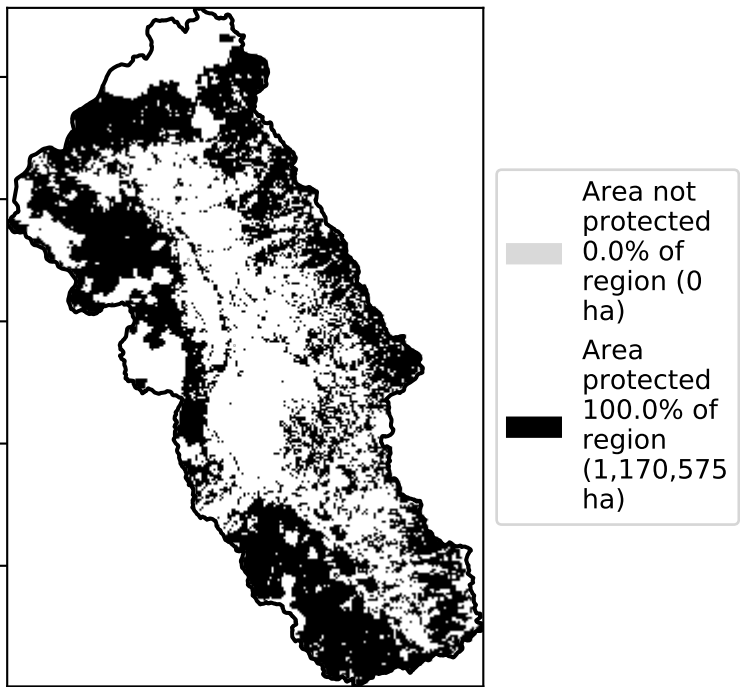 Area not
protected
0.0% of
region (0
ha)
Area
protected
100.0% of
region
(1,170,575
ha)